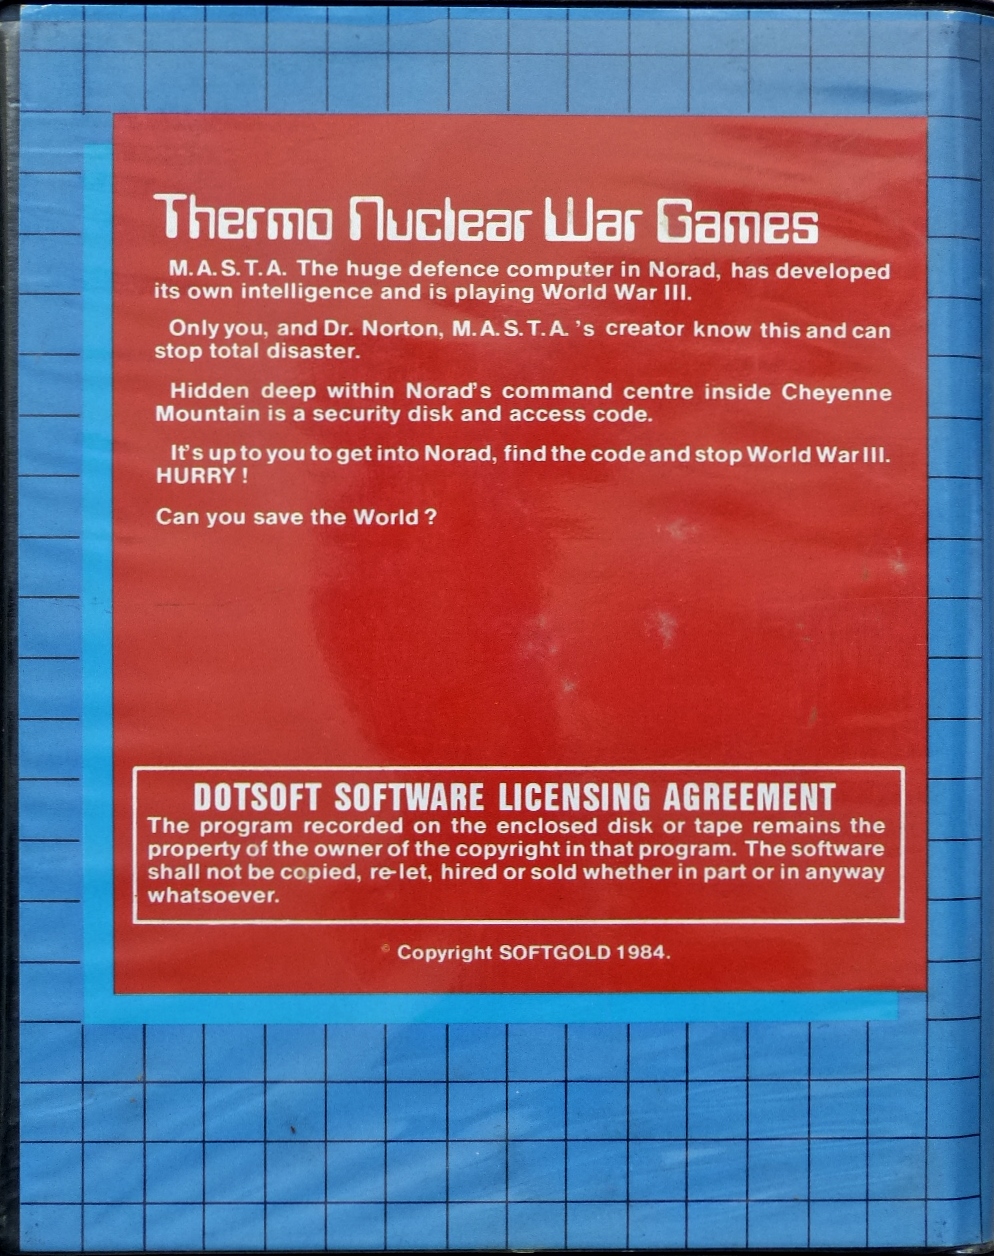 Thermo Nuclear War Games
M.A.S.T.A. The huge defence computer in Norad, has developed
its own intelligence and is playing World War III.
Only you, and Dr. Norton, M.A.S.T.A. 's creator know this and can
stop total disaster.
Hidden deep within Norad's command centre inside Cheyenne
Mountain is a security disk and access code.
It's up to you to get into Norad, find the code and stop World War III.
HURRY !
Can you save the World ?
DOTSOFT SOFTWARE LICENSING AGREEMENT
The program recorded on the enclosed disk or tape remains the
property of the owner of the copyright in that program. The software
shall not be copied, re-let, hired or sold whether in part or in anyway
whatsoever.
© Copyright SOFTGOLD 1984.